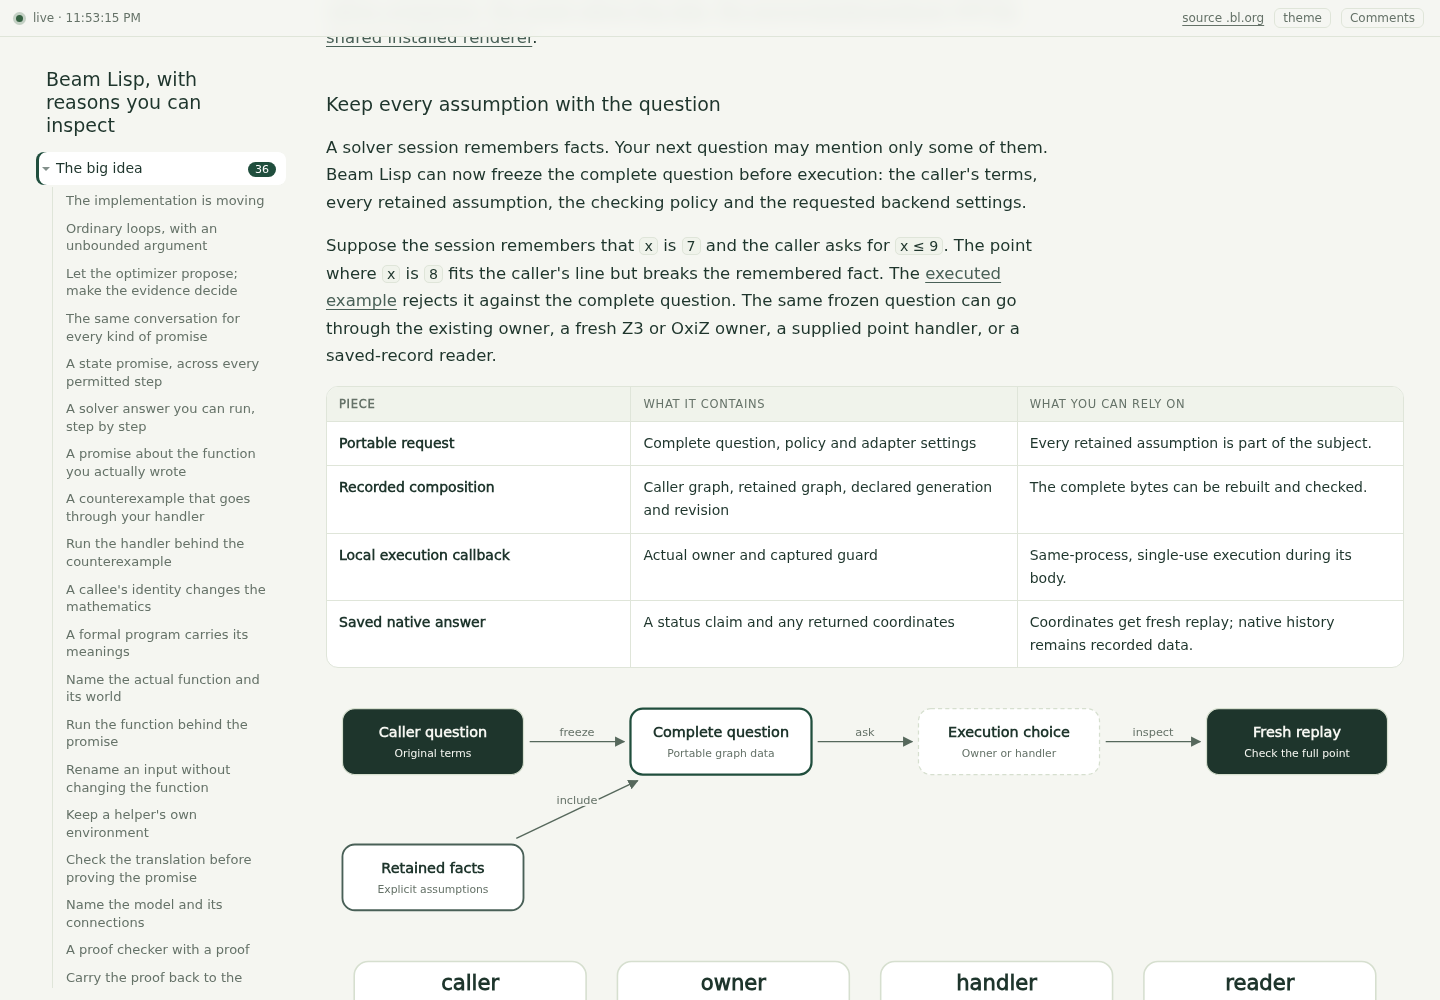 live · 11:53:15 PM
source .bl.org
theme
Comments
shared installed renderer.
Beam Lisp, with
reasons you can
inspect
The big idea
36
The implementation is moving
Ordinary loops, with an
unbounded argument
Let the optimizer propose;
make the evidence decide
The same conversation for
every kind of promise
A state promise, across every
permitted step
A solver answer you can run,
step by step
A promise about the function
you actually wrote
A counterexample that goes
through your handler
Run the handler behind the
counterexample
A callee's identity changes the
mathematics
A formal program carries its
meanings
Name the actual function and
its world
Run the function behind the
promise
Rename an input without
changing the function
Keep a helper's own
environment
Check the translation before
proving the promise
Name the model and its
connections
A proof checker with a proof
Carry the proof back to the
Keep every assumption with the question
A solver session remembers facts. Your next question may mention only some of them.
Beam Lisp can now freeze the complete question before execution: the caller's terms,
every retained assumption, the checking policy and the requested backend settings.
Suppose the session remembers that x is 7 and the caller asks for x ≤ 9. The point
where x is 8 fits the caller's line but breaks the remembered fact. The executed
example rejects it against the complete question. The same frozen question can go
through the existing owner, a fresh Z3 or OxiZ owner, a supplied point handler, or a
saved-record reader.
PIECE
WHAT IT CONTAINS
WHAT YOU CAN RELY ON
Portable request
Complete question, policy and adapter settings
Every retained assumption is part of the subject.
Recorded composition
Caller graph, retained graph, declared generation
and revision
The complete bytes can be rebuilt and checked.
Local execution callback
Actual owner and captured guard
Same-process, single-use execution during its
body.
Saved native answer
A status claim and any returned coordinates
Coordinates get fresh replay; native history
remains recorded data.
Caller question
Original terms
freeze
Complete question
Portable graph data
ask
Execution choice
Owner or handler
inspect
Fresh replay
Check the full point
include
Retained facts
Explicit assumptions
caller
owner
handler
reader